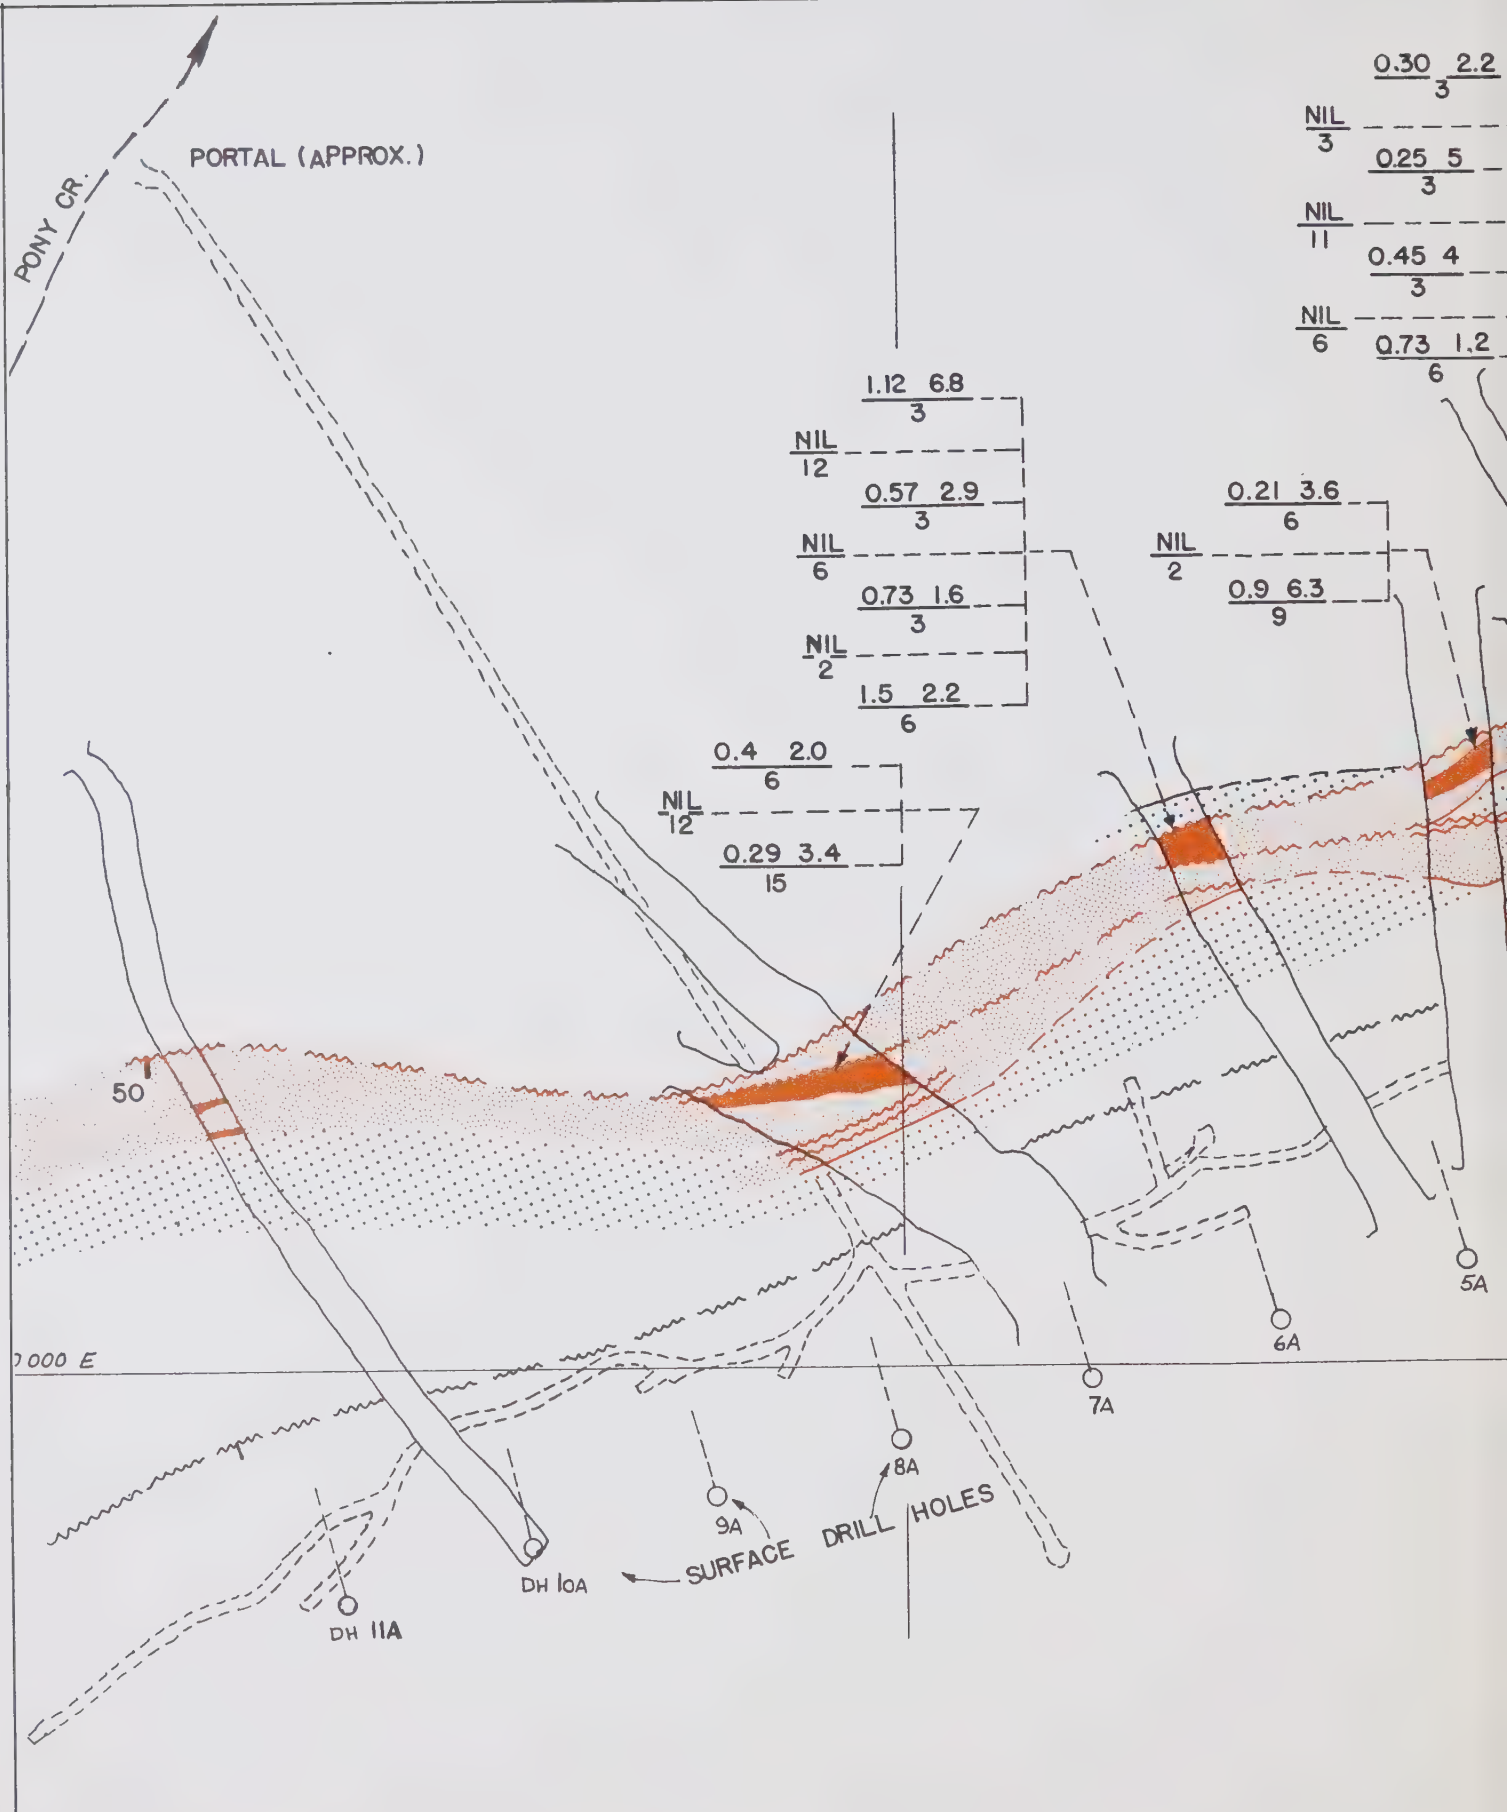 0.30 2.2
3
NIL
3
PORTAL (APPROX.)
0.25 5
3
PONY CR.
NIL
11
0.45 4
3
NIL
6
0.73 1.2
6
1.12 6.8
3
NIL
12
0.57 2.9
3
NIL
6
0.73 1.6
3
NIL
2
1.5 2.2
6
0.21 3.6
6
NIL
2
0.9 6.3
9
0.4 2.0
6
NIL
12
0.29 3.4
15
50
5A
6A
000 E
7A
8A
9A
SURFACE DRILL HOLES
DH 10A
DH 11A